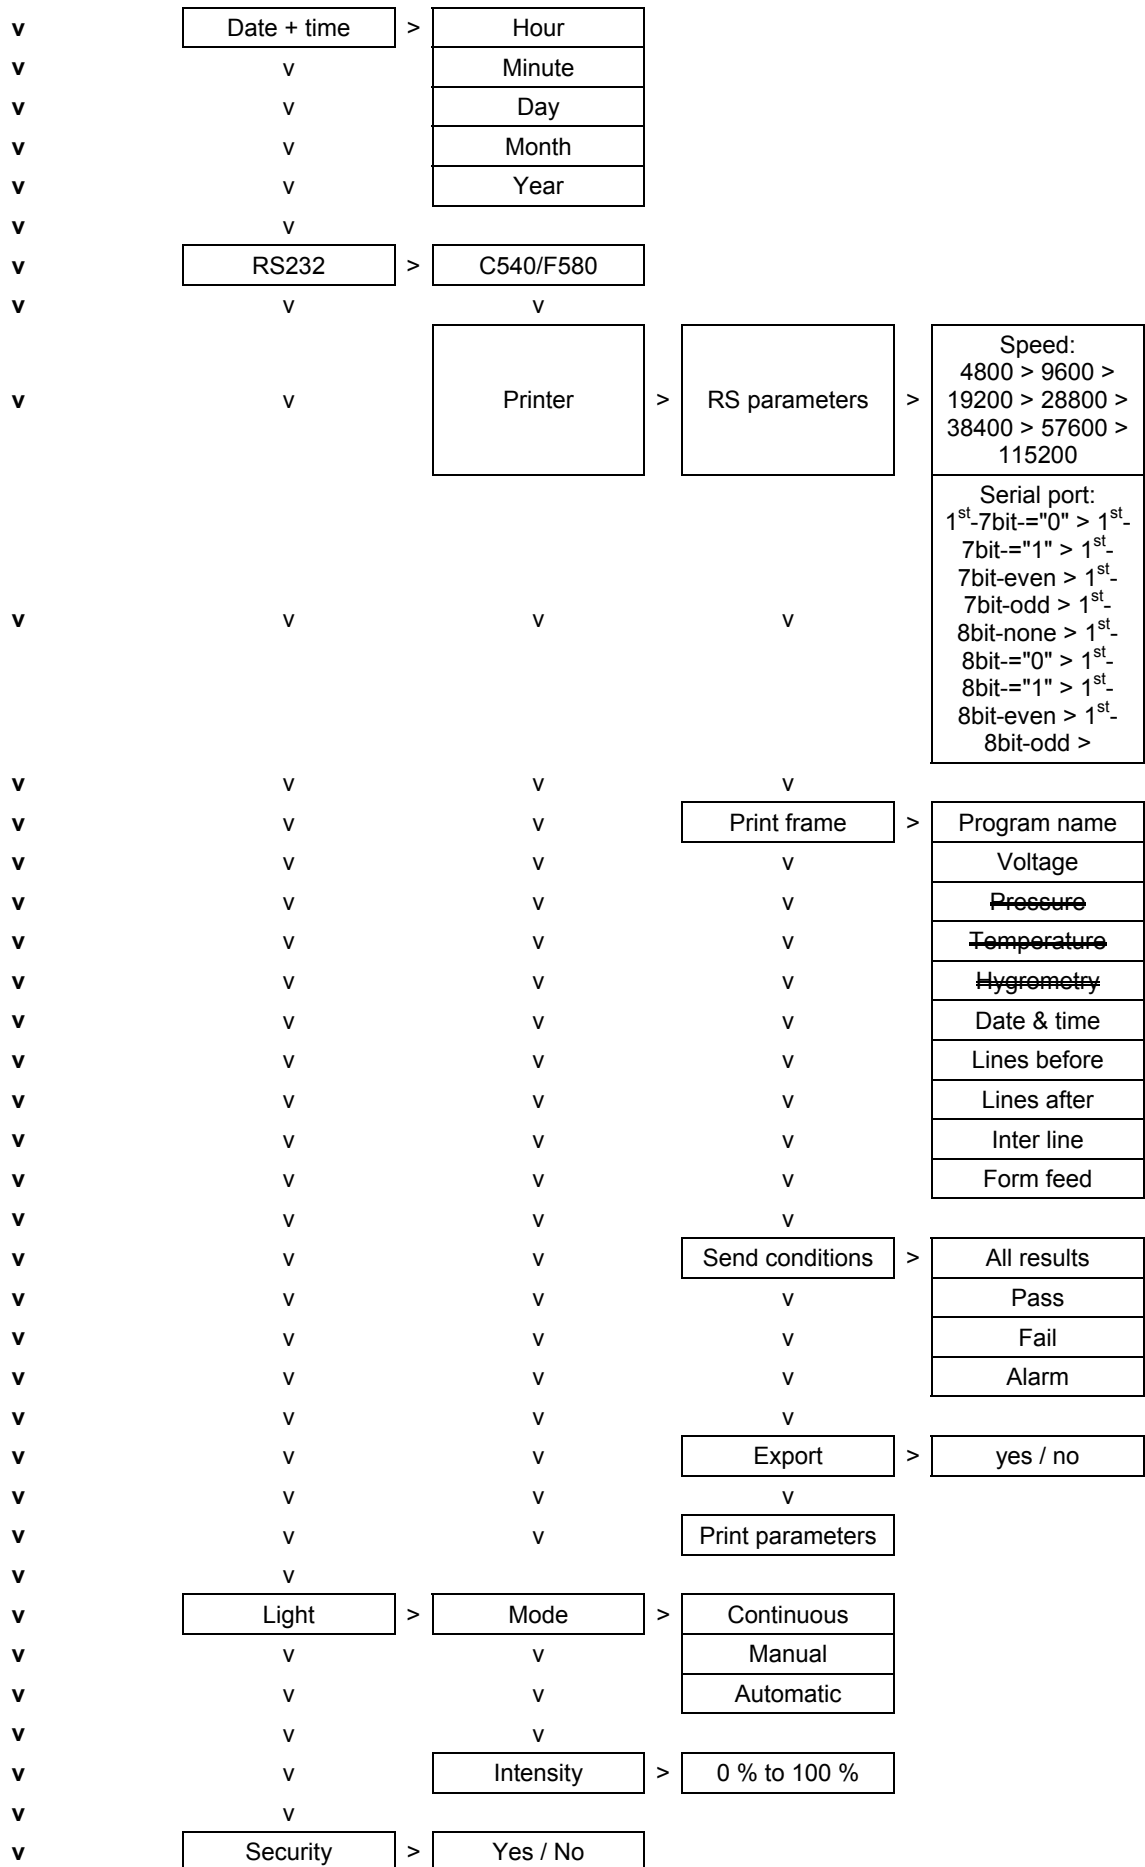 v Date + time > Hour
v v Minute
v v Day
v v Month
v v Year
v v
v RS232 > C540/F580
v v v
v v Printer > RS parameters > Speed:
4800 > 9600 >
19200 > 28800 >
38400 > 57600 >
115200
v v v v Serial port:
1st-7bit-="0" > 1st-
7bit-="1" > 1st-
7bit-even > 1st-
7bit-odd > 1st-
8bit-none > 1st-
8bit-="0" > 1st-
8bit-="1" > 1st-
8bit-even > 1st-
8bit-odd >
v v v v
v v v Print frame > Program name
v v v v Voltage
v v v v Pressure
v v v v Temperature
v v v v Hygrometry
v v v v Date & time
v v v v Lines before
v v v v Lines after
v v v v Inter line
v v v v Form feed
v v v v
v v v Send conditions > All results
v v v v Pass
v v v v Fail
v v v v Alarm
v v v v
v v v Export > yes / no
v v v v
v v v Print parameters
v v
v Light > Mode > Continuous
v v v Manual
v v v Automatic
v v v
v v Intensity > 0 % to 100 %
v v
v Security > Yes / No